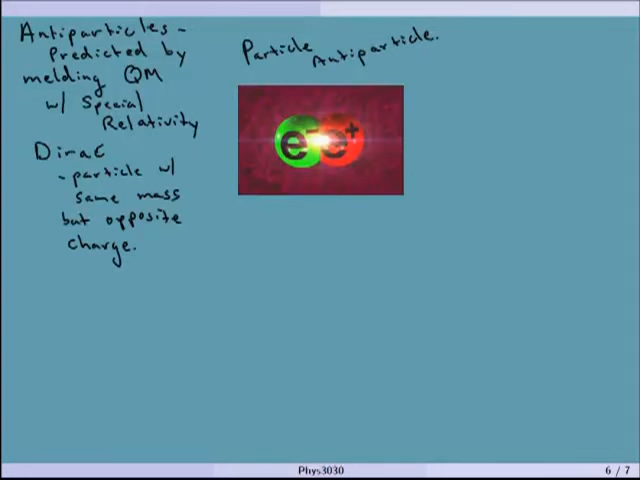 Antiparticles -
Predicted by
melding QM
w/ Special
Relativity
Dirac
- particle w/
same mass
but opposite
charge.
Particle Antiparticle.
e- e+
Phys3030
6 / 7